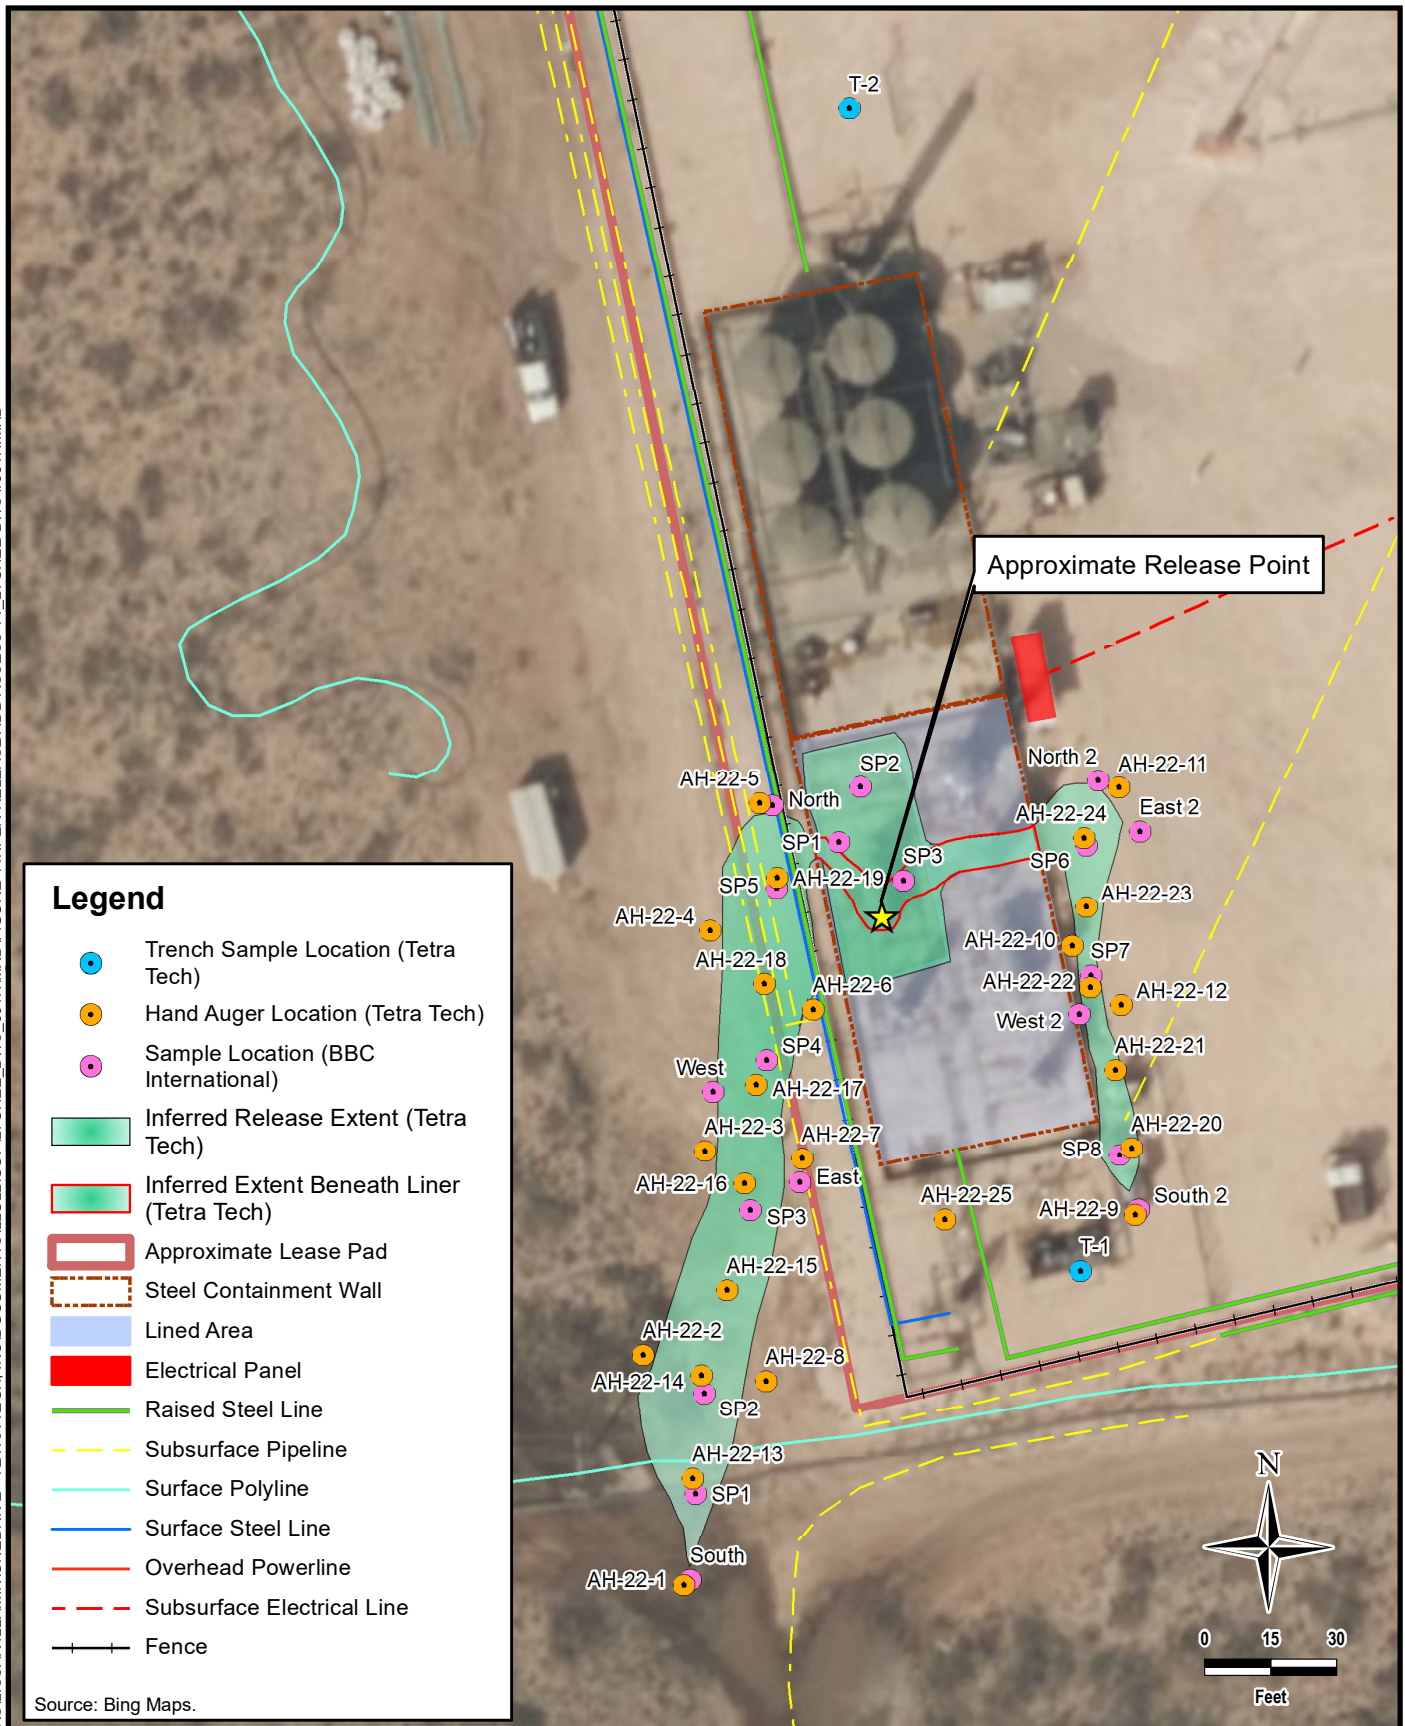 T-2
Approximate Release Point
North 2
AH-22-11
SP2
AH-22-5
North
East 2
AH-22-24
SP1
SP6
SP3
AH-22-19
SP5
AH-22-23
AH-22-4
AH-22-10
SP7
AH-22-18
AH-22-6
AH-22-22
AH-22-12
West 2
SP4
AH-22-21
West
AH-22-17
AH-22-3
AH-22-7
AH-22-20
SP8
AH-22-16
East
AH-22-25
South 2
AH-22-9
SP3
T-1
AH-22-15
AH-22-2
AH-22-8
AH-22-14
SP2
AH-22-13
SP1
South
AH-22-1
Legend
Trench Sample Location (Tetra
Tech)
Hand Auger Location (Tetra Tech)
Sample Location (BBC
International)
Inferred Release Extent (Tetra
Tech)
Inferred Extent Beneath Liner
(Tetra Tech)
Approximate Lease Pad
Steel Containment Wall
Lined Area
Electrical Panel
Raised Steel Line
Subsurface Pipeline
Surface Polyline
Surface Steel Line
Overhead Powerline
Subsurface Electrical Line
Fence
Source: Bing Maps.
N
0 15 30
Feet